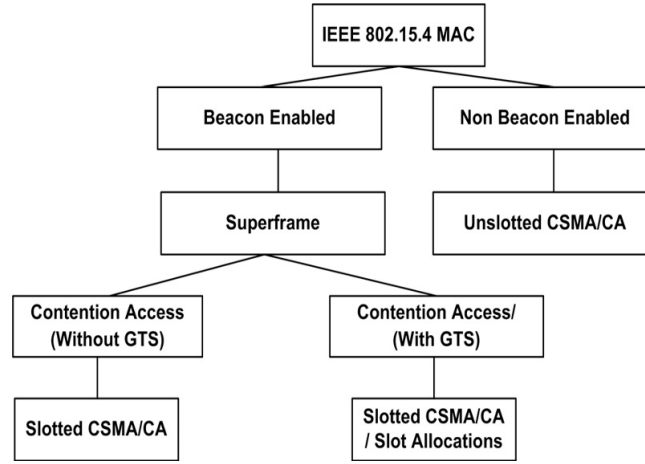 IEEE 802.15.4 MAC
Beacon Enabled
Non Beacon Enabled
Superframe
Unslotted CSMA/CA
Contention Access
(Without GTS)
Contention Access/
(With GTS)
Slotted CSMA/CA
Slotted CSMA/CA
/ Slot Allocations